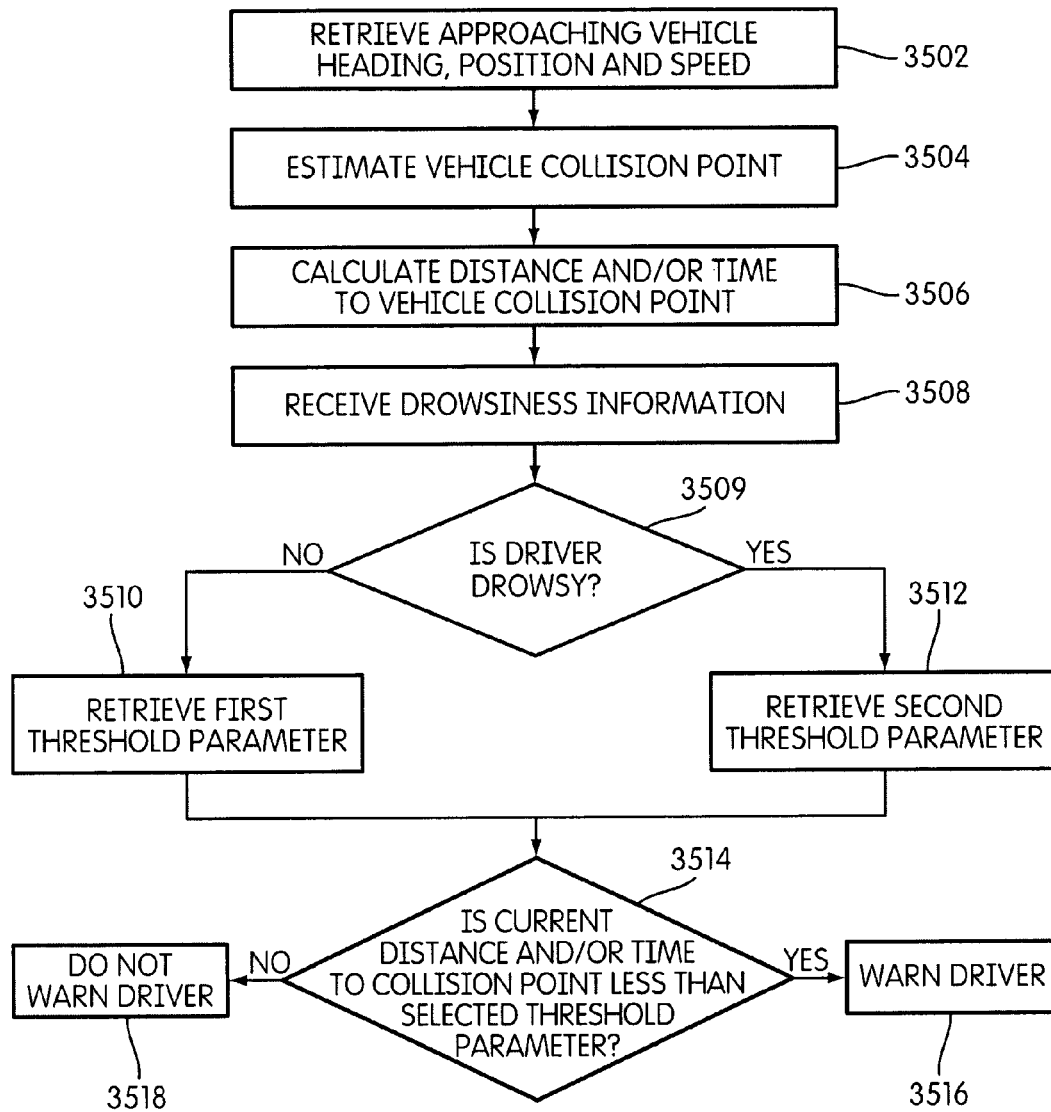 RETRIEVE APPROACHING VEHICLE
HEADING, POSITION AND SPEED
3502
ESTIMATE VEHICLE COLLISION POINT
3504
CALCULATE DISTANCE AND/OR TIME
TO VEHICLE COLLISION POINT
3506
RECEIVE DROWSINESS INFORMATION
3508
3509
IS DRIVER
DROWSY?
NO
YES
3510
3512
RETRIEVE FIRST
THRESHOLD PARAMETER
RETRIEVE SECOND
THRESHOLD PARAMETER
3514
IS CURRENT
DISTANCE AND/OR TIME
TO COLLISION POINT LESS THAN
SELECTED THRESHOLD
PARAMETER?
NO
YES
DO NOT
WARN DRIVER
WARN DRIVER
3518
3516